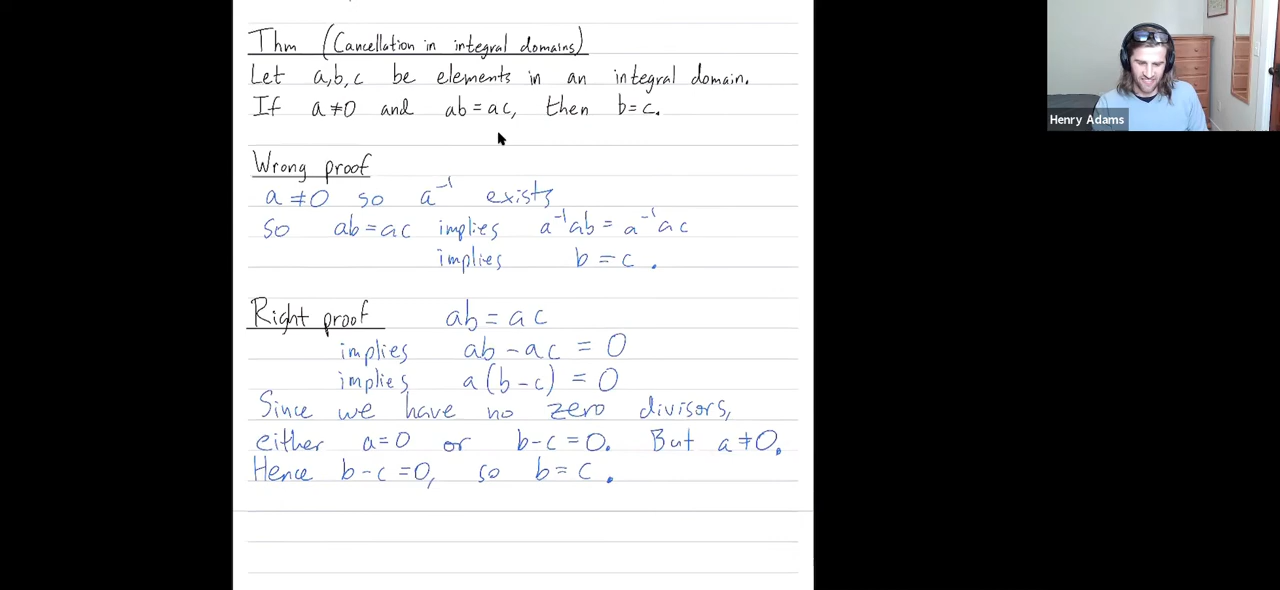 Thm (Cancellation in integral domains)
Let a,b,c be elements in an integral domain.
If a ≠ 0 and ab = ac, then b = c.
Wrong proof
a ≠ 0 so a⁻¹ exists
so ab = ac implies a⁻¹ab = a⁻¹ac
implies b = c.
Right proof ab = ac
implies ab - ac = 0
implies a(b - c) = 0
Since we have no zero divisors,
either a = 0 or b - c = 0. But a ≠ 0.
Hence b - c = 0, so b = c.
Henry Adams